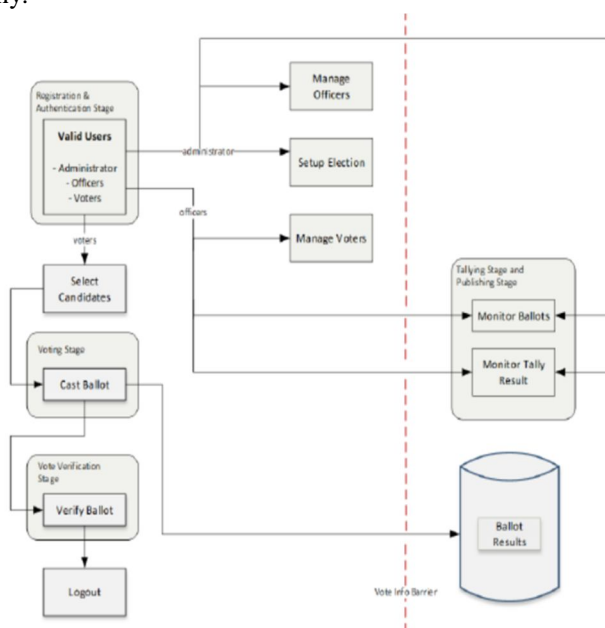 Manage
Officers
Registration &
Authentication Stage
Valid Users
- Administrator
- Officers
- Voters
administrator
Setup Election
officers
Manage Voters
voters
Select
Candidates
Tallying Stage and
Publishing Stage
Monitor Ballots
Monitor Tally
Result
Voting Stage
Cast Ballot
Vote Verification
Stage
Verify Ballot
Ballot
Results
Logout
Vote Info Barrier